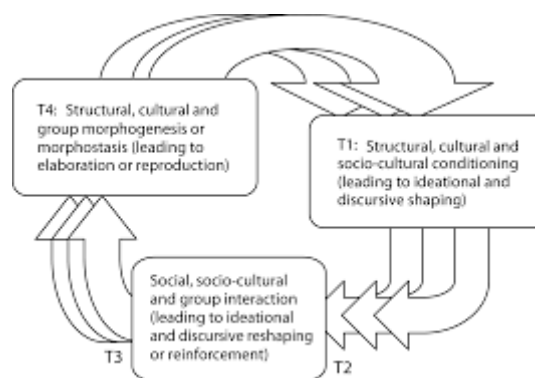 T4: Structural, cultural and
group morphogenesis or
morphostasis (leading to
elaboration or reproduction)
T1: Structural, cultural and
socio-cultural conditioning
(leading to ideational and
discursive shaping)
Social, socio-cultural
and group interaction
(leading to ideational
and discursive reshaping
or reinforcement)
T3
T2